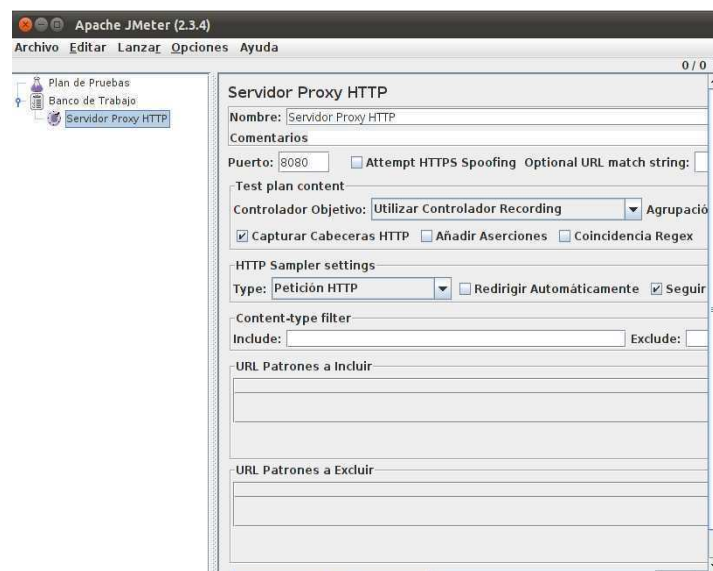 Apache JMeter (2.3.4)
Archivo Editar Lanzar Opciones Ayuda
0 / 0
Plan de Pruebas
Banco de Trabajo
Servidor Proxy HTTP
Servidor Proxy HTTP
Nombre: Servidor Proxy HTTP
Comentarios
Puerto: 8080 Attempt HTTPS Spoofing Optional URL match string:
Test plan content
Controlador Objetivo: Utilizar Controlador Recording Agrupació
Capturar Cabeceras HTTP Añadir Aserciones Coincidencia Regex
HTTP Sampler settings
Type: Petición HTTP Redirigir Automáticamente Seguir
Content-type filter
Include: Exclude:
URL Patrones a Incluir
URL Patrones a Excluir